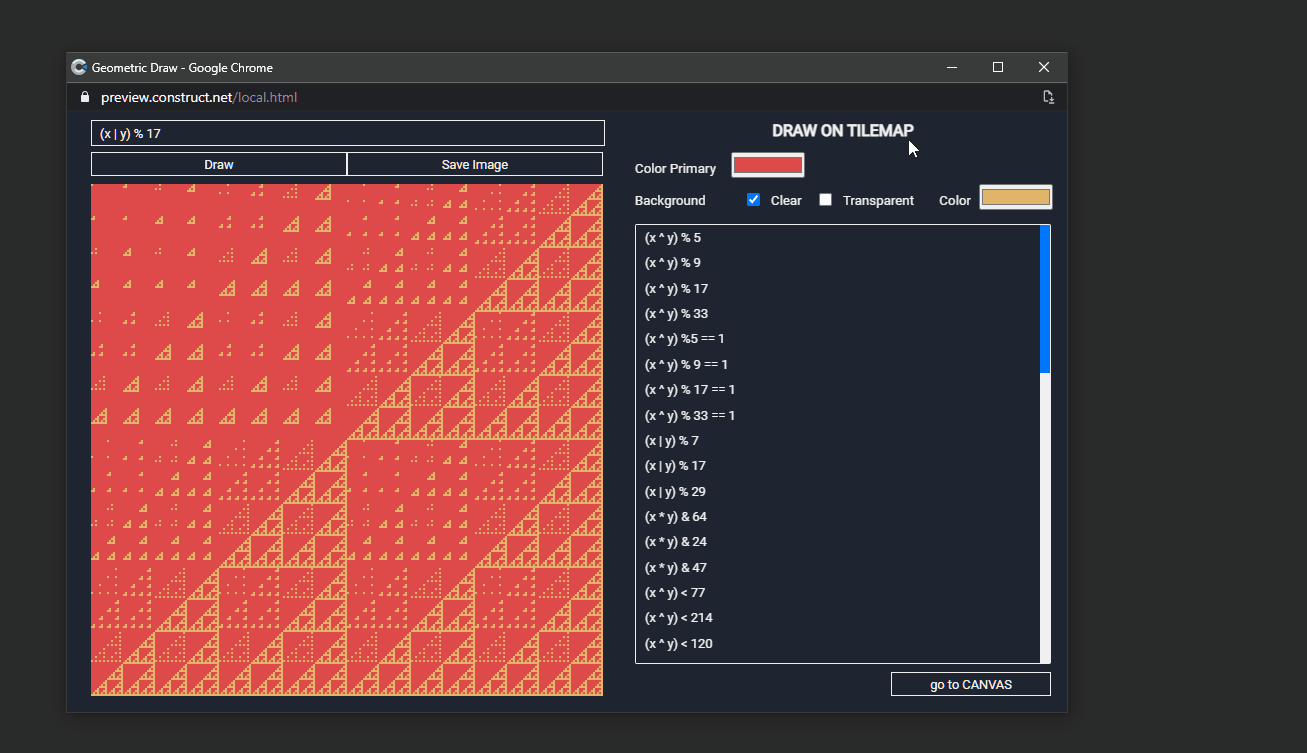 Geometric Draw - Google Chrome
preview.construct.net/local.html
(x | y) % 17
Draw
Save Image
DRAW ON TILEMAP
Color Primary
Background
Clear
Transparent
Color
(x ^ y) % 5
(x ^ y) % 9
(x ^ y) % 17
(x ^ y) % 33
(x ^ y) %5 == 1
(x ^ y) % 9 == 1
(x ^ y) % 17 == 1
(x ^ y) % 33 == 1
(x | y) % 7
(x | y) % 17
(x | y) % 29
(x * y) & 64
(x * y) & 24
(x * y) & 47
(x ^ y) < 77
(x ^ y) < 214
(x ^ y) < 120
go to CANVAS